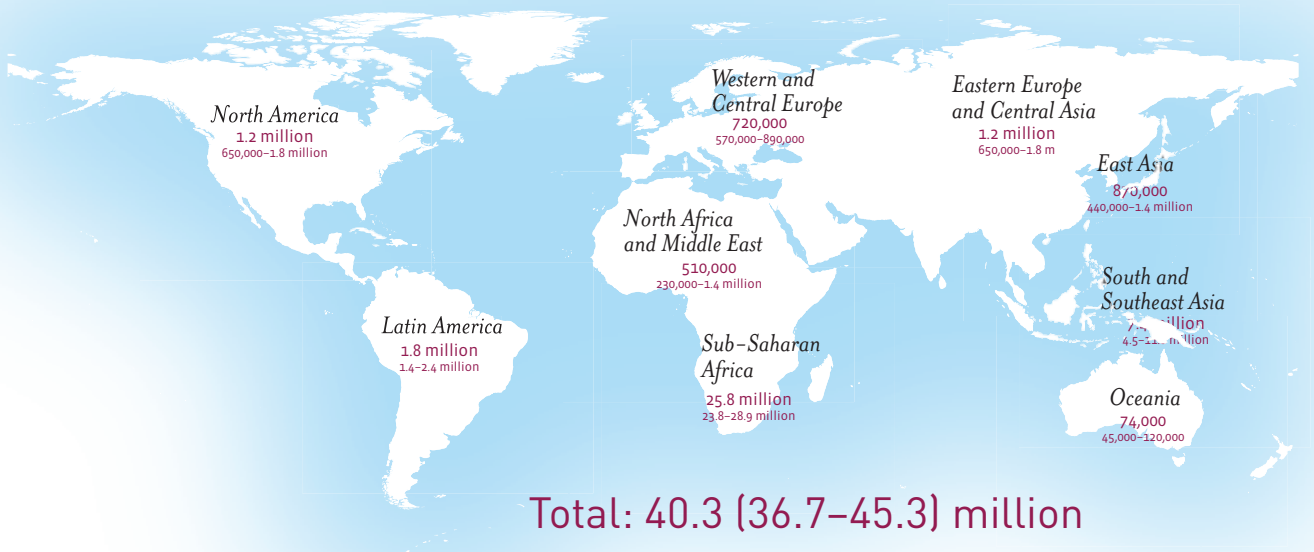 North America
1.2 million
650,000–1.8 million
Western and
Central Europe
720,000
570,000–890,000
Eastern Europe
and Central Asia
1.2 million
650,000–1.8 m
East Asia
870,000
440,000–1.4 million
North Africa
and Middle East
510,000
230,000–1.4 million
South and
Southeast Asia
million
million
Latin America
1.8 million
1.4–2.4 million
Sub-Saharan
Africa
25.8 million
23.8–28.9 million
Oceania
74,000
45,000–120,000
Total: 40.3 (36.7–45.3) million